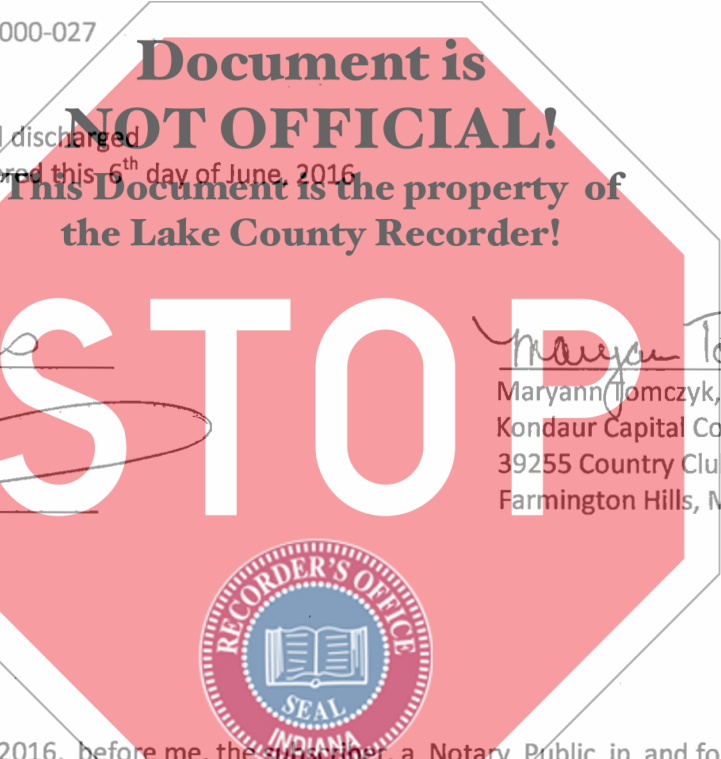 000-027
Document is
NOT OFFICIAL!
discharged
this 6th day of June, 2016
This Document is the property of
the Lake County Recorder!
STOP
Maryann Tomczyk,
Kondaur Capital Co
39255 Country Clu
Farmington Hills, M
RECORDER'S OFFICE
SEAL
INDIANA
2016, before me, the subscriber, a Notary Public in and fo